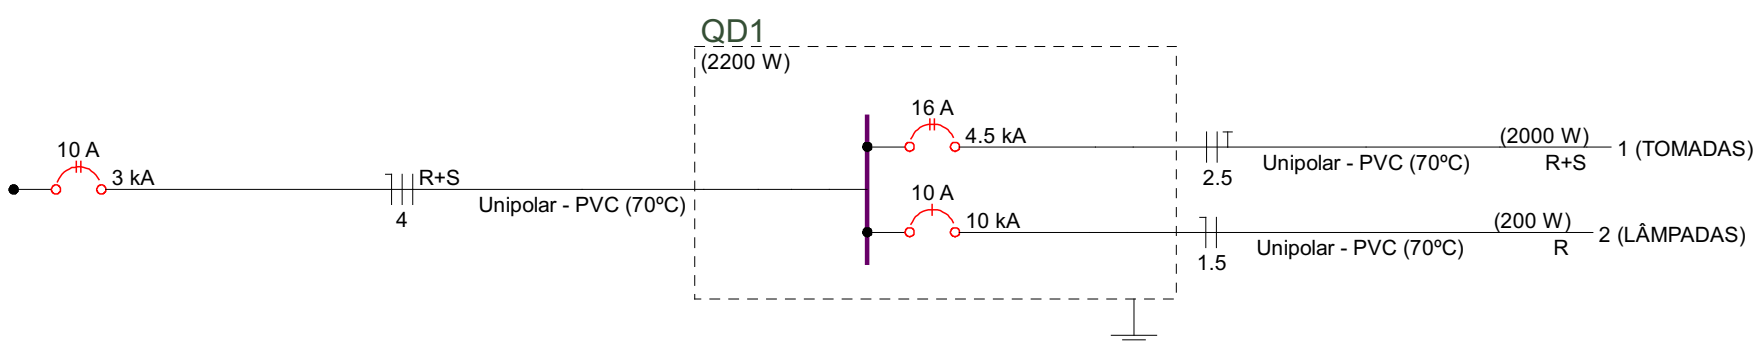 QD1
(2200 W)
10 A
3 kA
R+S
4
Unipolar - PVC (70ºC)
16 A
4.5 kA
2.5
Unipolar - PVC (70ºC)
(2000 W)
R+S
1 (TOMADAS)
10 A
10 kA
1.5
Unipolar - PVC (70ºC)
(200 W)
R
2 (LÂMPADAS)